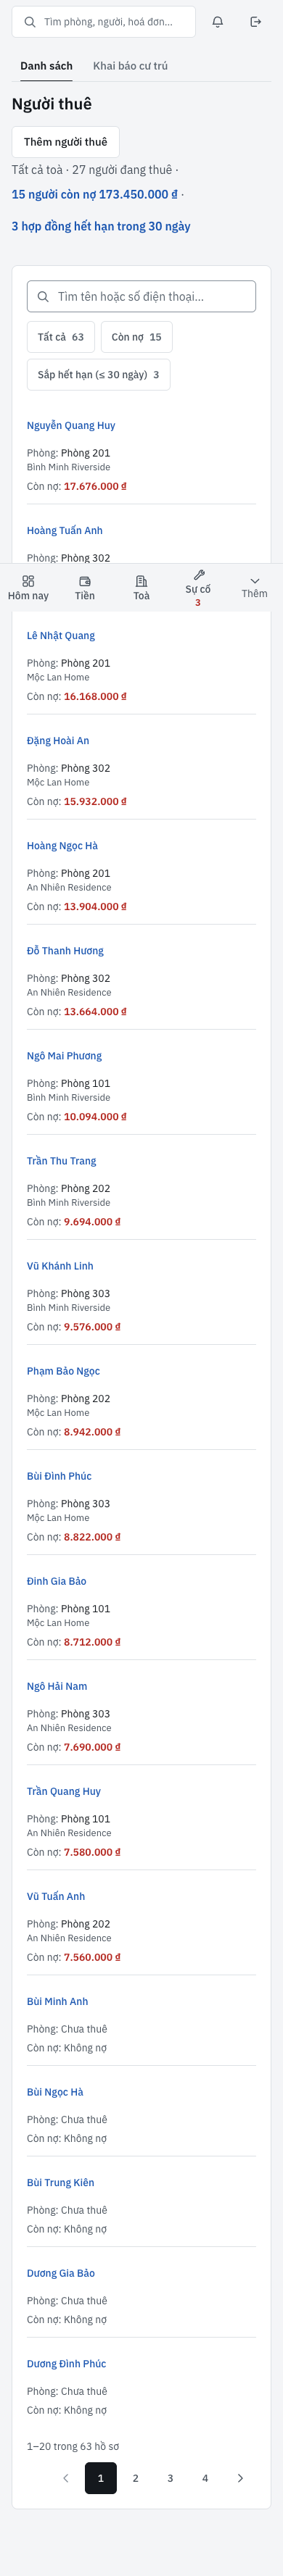 Tìm phòng, người, hoá đơn...
Danh sách
Khai báo cư trú
Người thuê
Thêm người thuê
Tất cả toà · 27 người đang thuê ·
15 người còn nợ 173.450.000 ₫ ·
3 hợp đồng hết hạn trong 30 ngày
Tìm tên hoặc số điện thoại...
Tất cả 63
Còn nợ 15
Sắp hết hạn (≤ 30 ngày) 3
Nguyễn Quang Huy
Phòng: Phòng 201
Bình Minh Riverside
Còn nợ: 17.676.000 ₫
Hoàng Tuấn Anh
Phòng: Phòng 302
Hôm nay
Tiền
Toà
Sự cố
3
Thêm
Lê Nhật Quang
Phòng: Phòng 201
Mộc Lan Home
Còn nợ: 16.168.000 ₫
Đặng Hoài An
Phòng: Phòng 302
Mộc Lan Home
Còn nợ: 15.932.000 ₫
Hoàng Ngọc Hà
Phòng: Phòng 201
An Nhiên Residence
Còn nợ: 13.904.000 ₫
Đỗ Thanh Hương
Phòng: Phòng 302
An Nhiên Residence
Còn nợ: 13.664.000 ₫
Ngô Mai Phương
Phòng: Phòng 101
Bình Minh Riverside
Còn nợ: 10.094.000 ₫
Trần Thu Trang
Phòng: Phòng 202
Bình Minh Riverside
Còn nợ: 9.694.000 ₫
Vũ Khánh Linh
Phòng: Phòng 303
Bình Minh Riverside
Còn nợ: 9.576.000 ₫
Phạm Bảo Ngọc
Phòng: Phòng 202
Mộc Lan Home
Còn nợ: 8.942.000 ₫
Bùi Đình Phúc
Phòng: Phòng 303
Mộc Lan Home
Còn nợ: 8.822.000 ₫
Đinh Gia Bảo
Phòng: Phòng 101
Mộc Lan Home
Còn nợ: 8.712.000 ₫
Ngô Hải Nam
Phòng: Phòng 303
An Nhiên Residence
Còn nợ: 7.690.000 ₫
Trần Quang Huy
Phòng: Phòng 101
An Nhiên Residence
Còn nợ: 7.580.000 ₫
Vũ Tuấn Anh
Phòng: Phòng 202
An Nhiên Residence
Còn nợ: 7.560.000 ₫
Bùi Minh Anh
Phòng: Chưa thuê
Còn nợ: Không nợ
Bùi Ngọc Hà
Phòng: Chưa thuê
Còn nợ: Không nợ
Bùi Trung Kiên
Phòng: Chưa thuê
Còn nợ: Không nợ
Dương Gia Bảo
Phòng: Chưa thuê
Còn nợ: Không nợ
Dương Đình Phúc
Phòng: Chưa thuê
Còn nợ: Không nợ
1–20 trong 63 hồ sơ
1 2 3 4